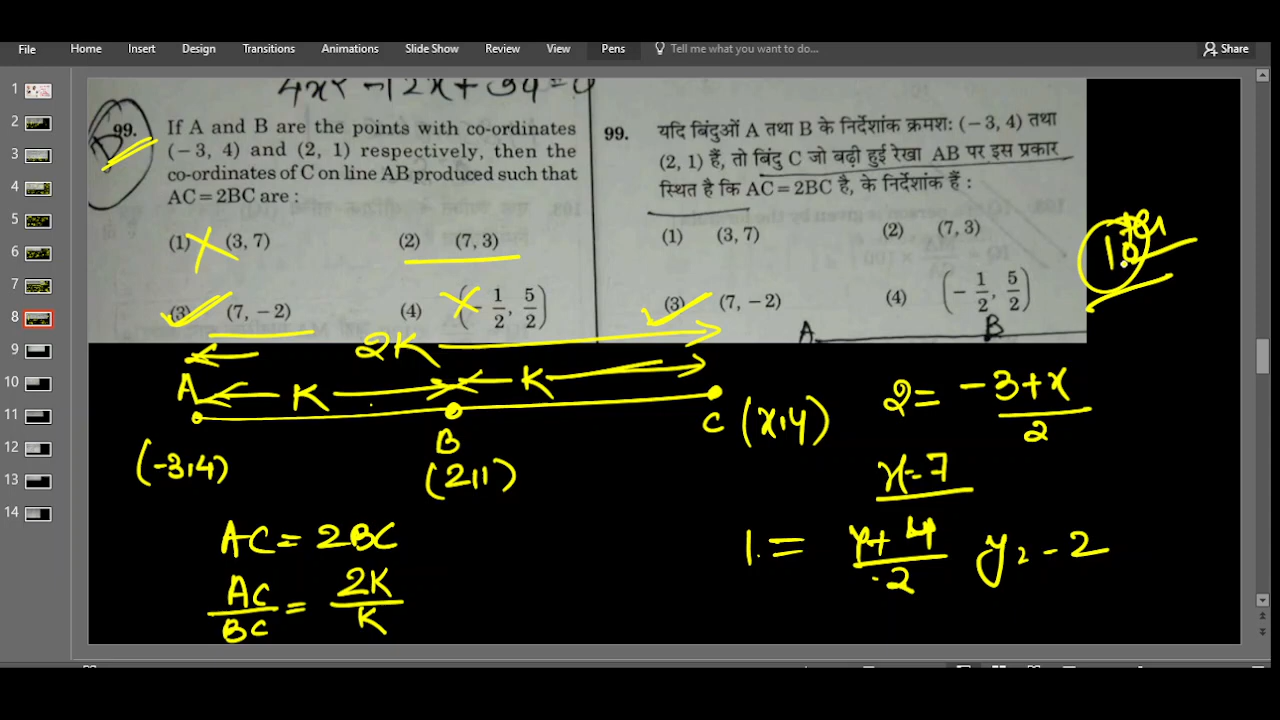 File Home Insert Design Transitions Animations Slide Show Review View Pens Tell me what you want to do... Share
1
2
3
4
5
6
7
8
9
10
11
12
13
14
99. If A and B are the points with co-ordinates
(−3, 4) and (2, 1) respectively, then the
co-ordinates of C on line AB produced such that
AC = 2BC are :
(1) (3, 7) (2) (7, 3)
(3) (7, −2) (4) (− 1/2, 5/2)
99. यदि बिंदुओं A तथा B के निर्देशांक क्रमशः (−3, 4) तथा
(2, 1) हैं, तो बिंदु C जो बढ़ी हुई रेखा AB पर इस प्रकार
स्थित है कि AC = 2BC है, के निर्देशांक हैं :
(1) (3, 7) (2) (7, 3)
(3) (7, −2) (4) (− 1/2, 5/2)
A B
2K
A K K
B C (x,y)
(-3,4) (2,1)
AC = 2BC
AC/BC = 2K/K
2 = -3+x/2
x = 7
1 = y+4/2 y = -2